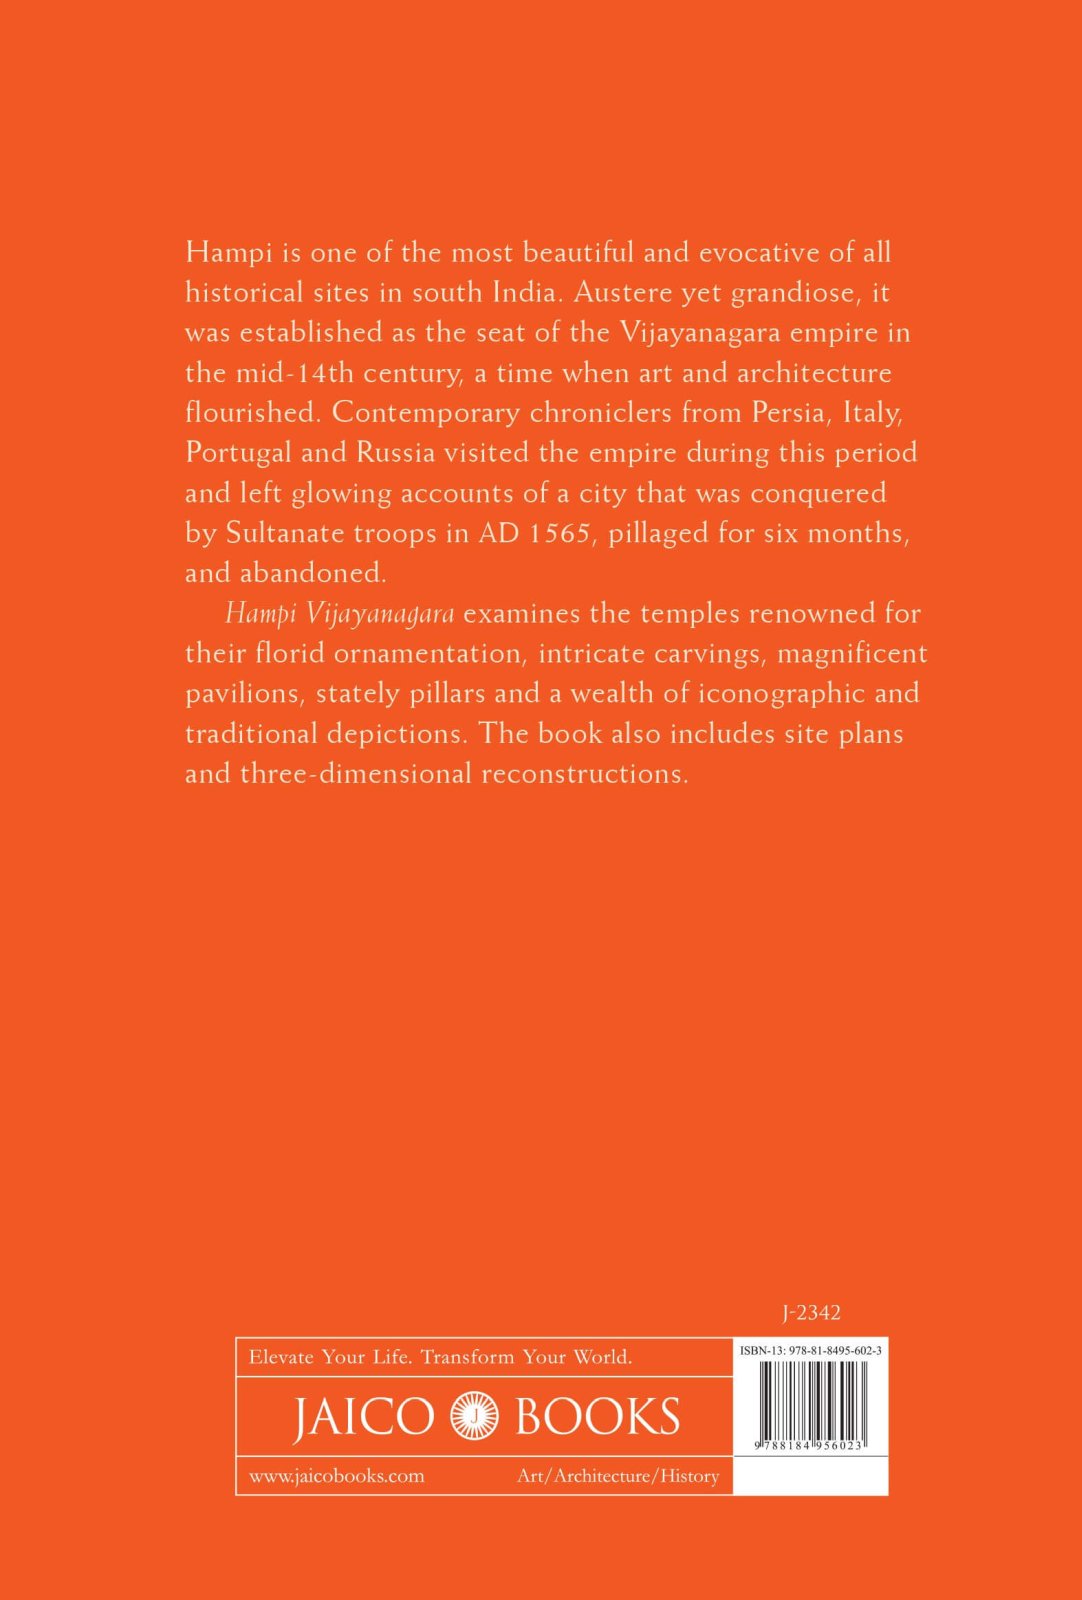 Hampi is one of the most beautiful and evocative of all
historical sites in south India. Austere yet grandiose, it
was established as the seat of the Vijayanagara empire in
the mid-14th century, a time when art and architecture
flourished. Contemporary chroniclers from Persia, Italy,
Portugal and Russia visited the empire during this period
and left glowing accounts of a city that was conquered
by Sultanate troops in AD 1565, pillaged for six months,
and abandoned.
Hampi Vijayanagara examines the temples renowned for
their florid ornamentation, intricate carvings, magnificent
pavilions, stately pillars and a wealth of iconographic and
traditional depictions. The book also includes site plans
and three-dimensional reconstructions.
J-2342
Elevate Your Life. Transform Your World.
ISBN-13: 978-81-8495-602-3
JAICO J BOOKS
9 788184 956023
www.jaicobooks.com
Art/Architecture/History